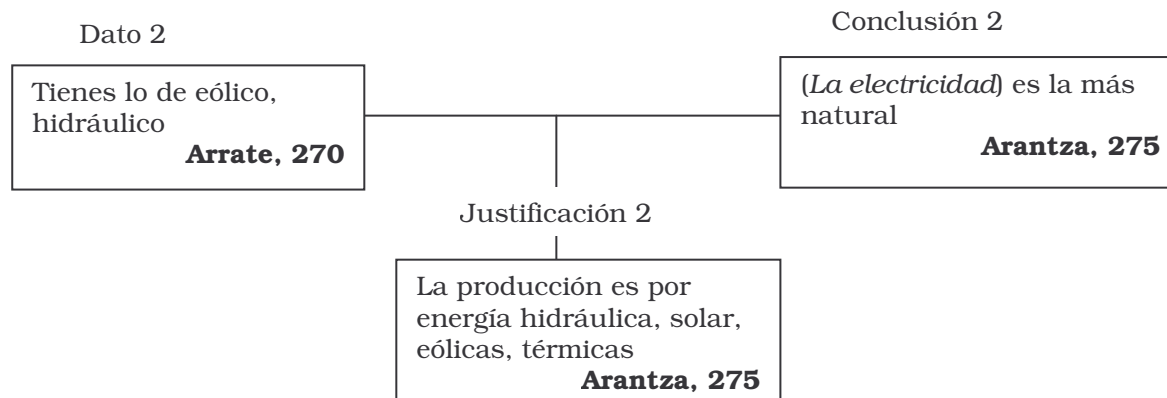 Dato 2
Tienes lo de eólico,
hidráulico
Arrate, 270
Conclusión 2
(La electricidad) es la más
natural
Arantza, 275
Justificación 2
La producción es por
energía hidráulica, solar,
eólicas, térmicas
Arantza, 275